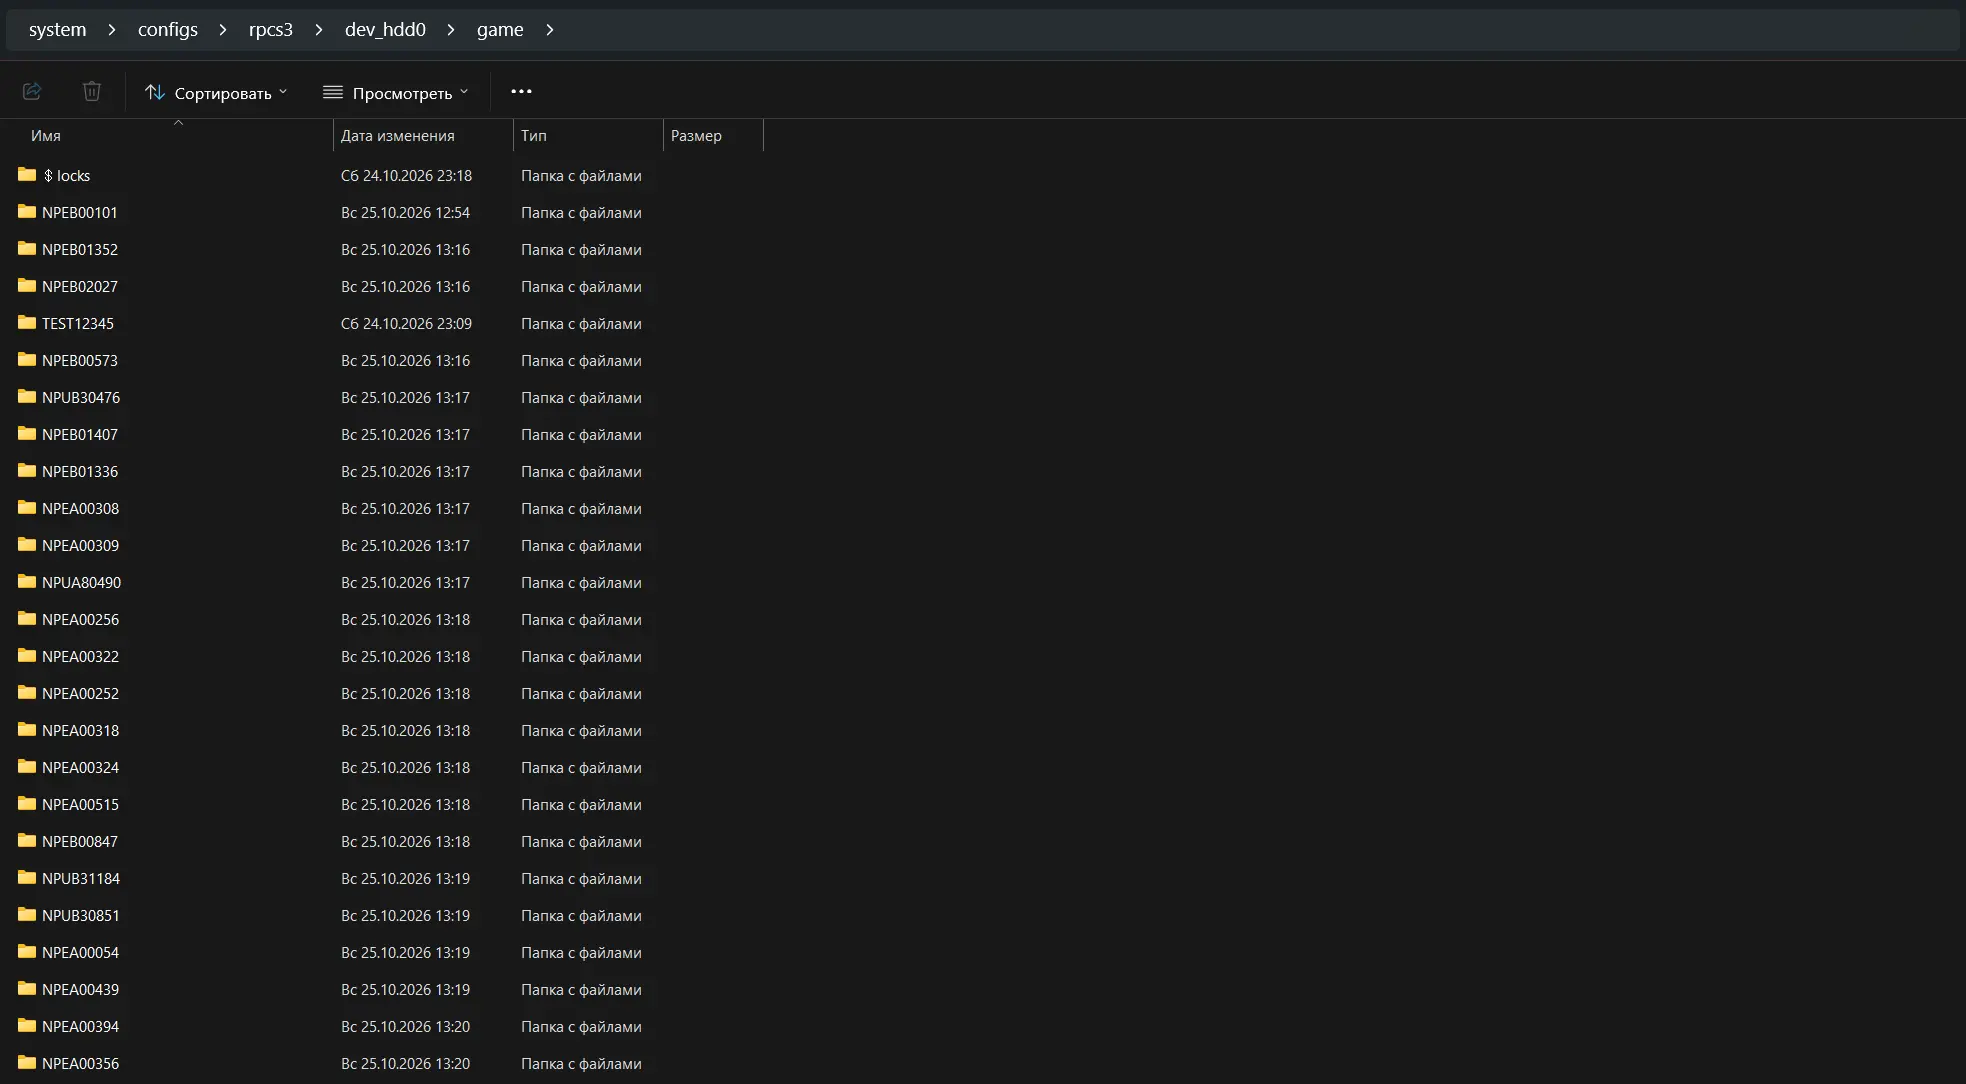 system > configs > rpcs3 > dev_hdd0 > game >
Сортировать Просмотреть ...
Имя Дата изменения Тип Размер
$ locks Сб 24.10.2026 23:18 Папка с файлами
NPEB00101 Вс 25.10.2026 12:54 Папка с файлами
NPEB01352 Вс 25.10.2026 13:16 Папка с файлами
NPEB02027 Вс 25.10.2026 13:16 Папка с файлами
TEST12345 Сб 24.10.2026 23:09 Папка с файлами
NPEB00573 Вс 25.10.2026 13:16 Папка с файлами
NPUB30476 Вс 25.10.2026 13:17 Папка с файлами
NPEB01407 Вс 25.10.2026 13:17 Папка с файлами
NPEB01336 Вс 25.10.2026 13:17 Папка с файлами
NPEA00308 Вс 25.10.2026 13:17 Папка с файлами
NPEA00309 Вс 25.10.2026 13:17 Папка с файлами
NPUA80490 Вс 25.10.2026 13:17 Папка с файлами
NPEA00256 Вс 25.10.2026 13:18 Папка с файлами
NPEA00322 Вс 25.10.2026 13:18 Папка с файлами
NPEA00252 Вс 25.10.2026 13:18 Папка с файлами
NPEA00318 Вс 25.10.2026 13:18 Папка с файлами
NPEA00324 Вс 25.10.2026 13:18 Папка с файлами
NPEA00515 Вс 25.10.2026 13:18 Папка с файлами
NPEB00847 Вс 25.10.2026 13:18 Папка с файлами
NPUB31184 Вс 25.10.2026 13:19 Папка с файлами
NPUB30851 Вс 25.10.2026 13:19 Папка с файлами
NPEA00054 Вс 25.10.2026 13:19 Папка с файлами
NPEA00439 Вс 25.10.2026 13:19 Папка с файлами
NPEA00394 Вс 25.10.2026 13:20 Папка с файлами
NPEA00356 Вс 25.10.2026 13:20 Папка с файлами